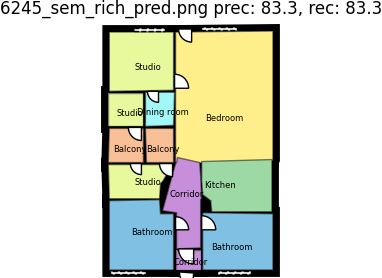 6245_sem_rich_pred.png prec: 83.3, rec: 83.3
Studio
Studio
Dining room
Bedroom
Balcony
Balcony
Studio
Kitchen
Corridor
Bathroom
Bathroom
Corridor